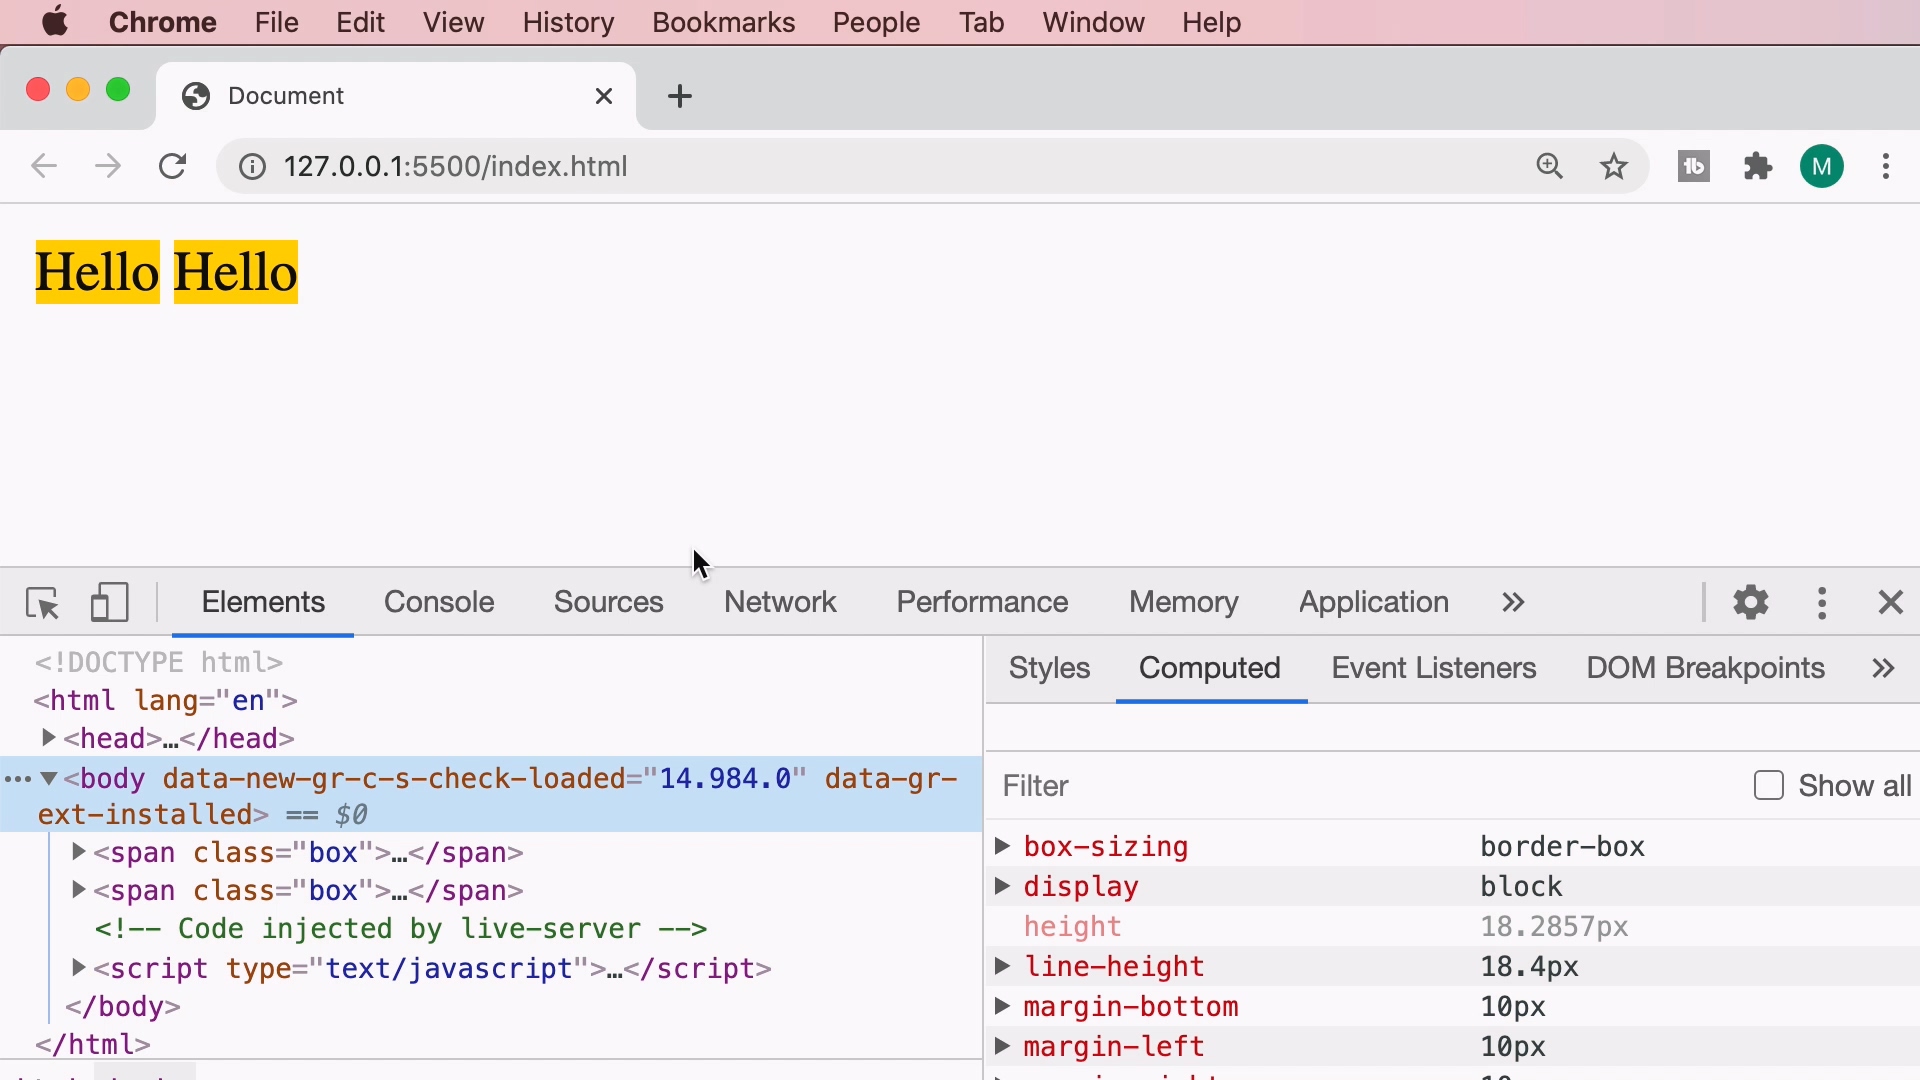 Chrome File Edit View History Bookmarks People Tab Window Help
Document
127.0.0.1:5500/index.html
M
Hello Hello
Elements Console Sources Network Performance Memory Application
<!DOCTYPE html>
<html lang="en">
<head>…</head>
<body data-new-gr-c-s-check-loaded="14.984.0" data-gr-
ext-installed> == $0
<span class="box">…</span>
<span class="box">…</span>
<!-- Code injected by live-server -->
<script type="text/javascript">…</script>
</body>
</html>
Styles Computed Event Listeners DOM Breakpoints
Filter Show all
box-sizing border-box
display block
height 18.2857px
line-height 18.4px
margin-bottom 10px
margin-left 10px